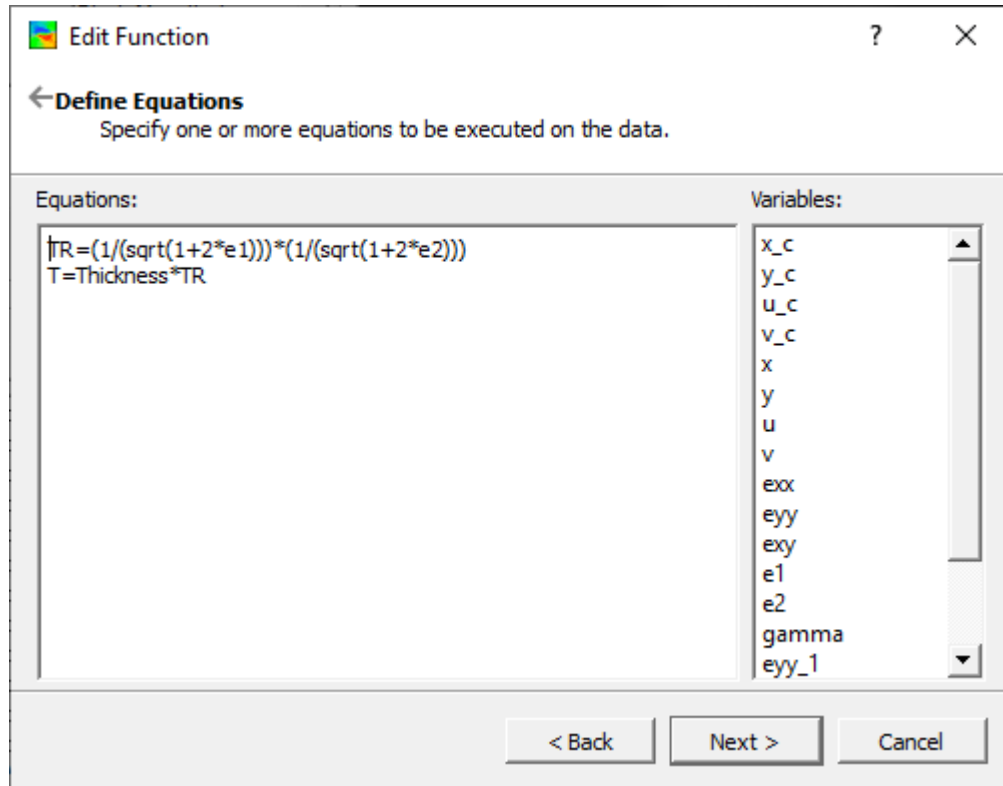 Edit Function
Define Equations
Specify one or more equations to be executed on the data.
Equations:
TR=(1/(sqrt(1+2*e1)))*(1/(sqrt(1+2*e2)))
T=Thickness*TR
Variables:
x_c
y_c
u_c
v_c
x
y
u
v
exx
eyy
exy
e1
e2
gamma
eyy_1
< Back
Next >
Cancel